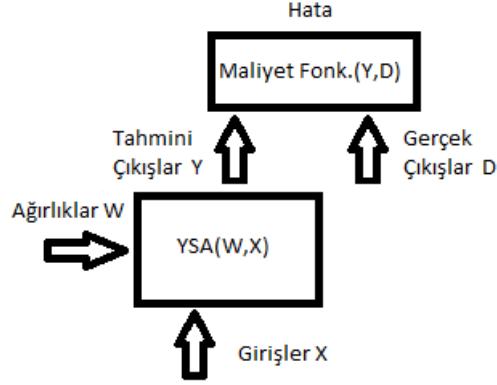 Hata
Maliyet Fonk.(Y,D)
Tahmini
Çıkışlar Y
Gerçek
Çıkışlar D
Ağırlıklar W
YSA(W,X)
Girişler X